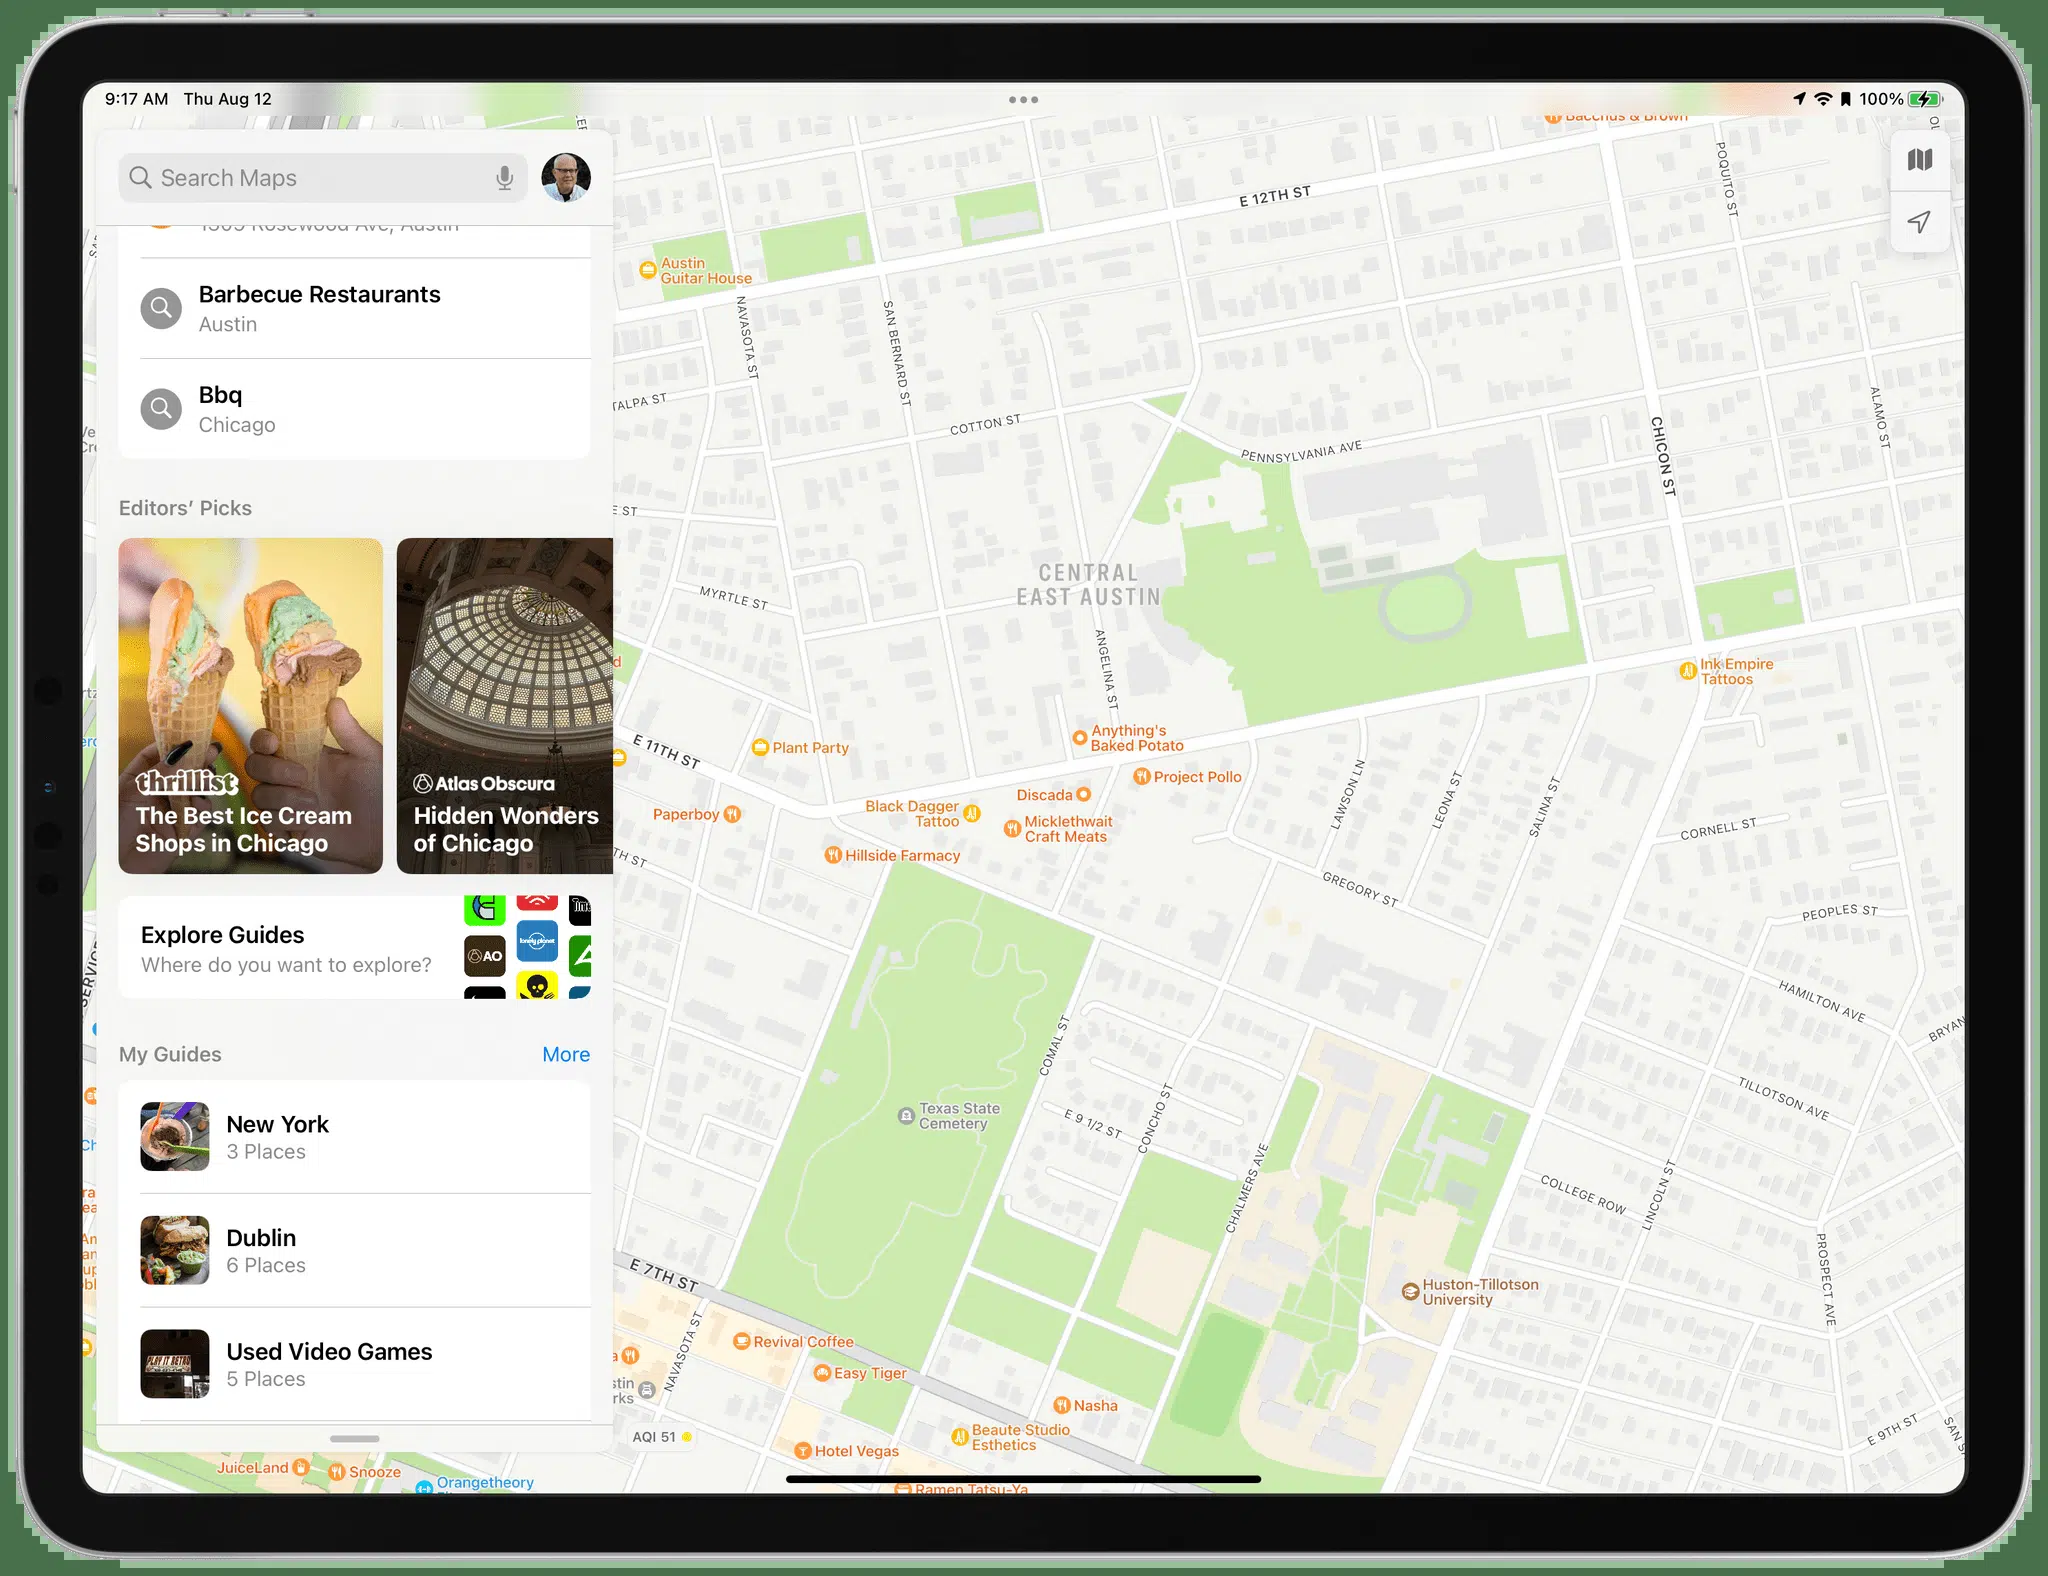 9:17 AM Thu Aug 12
100%
Search Maps
1309 Rosewood Ave, Austin
Barbecue Restaurants
Austin
Bbq
Chicago
Editors’ Picks
thrillist
The Best Ice Cream
Shops in Chicago
Atlas Obscura
Hidden Wonders
of Chicago
Explore Guides
Where do you want to explore?
AO
lonely planet
My Guides
More
New York
3 Places
Dublin
6 Places
Used Video Games
5 Places
Bacchus & Brown
E 12TH ST
POQUITO ST
Austin
Guitar House
NAVASOTA ST
SAN BERNARD ST
TALPA ST
COTTON ST
PENNSYLVANIA AVE
CHICON ST
ALAMO ST
E ST
CENTRAL
EAST AUSTIN
MYRTLE ST
ANGELINA ST
Ink Empire
Tattoos
E 11TH ST
Plant Party
Anything's
Baked Potato
Project Pollo
Discada
Paperboy
Black Dagger
Tattoo
Micklethwait
Craft Meats
LAWSON LN
LEONA ST
SALINA ST
CORNELL ST
TH ST
Hillside Farmacy
GREGORY ST
PEOPLES ST
SERVICE
HAMILTON AVE
BRYAN
COMAL ST
TILLOTSON AVE
Texas State
Cemetery
E 9 1/2 ST
CONCHO ST
CHALMERS AVE
COLLEGE ROW
LINCOLN ST
PROSPECT AVE
E 7TH ST
Huston-Tillotson
University
NAVASOTA ST
Revival Coffee
Easy Tiger
Nasha
Beaute Studio
Esthetics
E 9TH ST
SAN SA
AQI 51
Hotel Vegas
JuiceLand
Snooze
Orangetheory
Ramen Tatsu-Ya